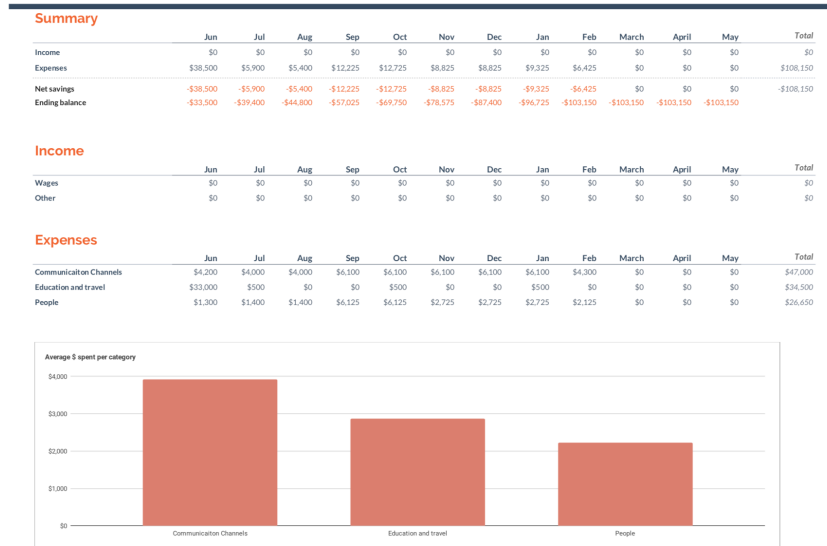 Summary
Jun Jul Aug Sep Oct Nov Dec Jan Feb March April May Total
Income $0 $0 $0 $0 $0 $0 $0 $0 $0 $0 $0 $0 $0
Expenses $38,500 $5,900 $5,400 $12,225 $12,725 $8,825 $8,825 $9,325 $6,425 $0 $0 $0 $108,150
Net savings -$38,500 -$5,900 -$5,400 -$12,225 -$12,725 -$8,825 -$8,825 -$9,325 -$6,425 $0 $0 $0 -$108,150
Ending balance -$33,500 -$39,400 -$44,800 -$57,025 -$69,750 -$78,575 -$87,400 -$96,725 -$103,150 -$103,150 -$103,150 -$103,150
Income
Jun Jul Aug Sep Oct Nov Dec Jan Feb March April May Total
Wages $0 $0 $0 $0 $0 $0 $0 $0 $0 $0 $0 $0 $0
Other $0 $0 $0 $0 $0 $0 $0 $0 $0 $0 $0 $0 $0
Expenses
Jun Jul Aug Sep Oct Nov Dec Jan Feb March April May Total
Communicaiton Channels $4,200 $4,000 $4,000 $6,100 $6,100 $6,100 $6,100 $6,100 $4,300 $0 $0 $0 $47,000
Education and travel $33,000 $500 $0 $0 $500 $0 $0 $500 $0 $0 $0 $0 $34,500
People $1,300 $1,400 $1,400 $6,125 $6,125 $2,725 $2,725 $2,725 $2,125 $0 $0 $0 $26,650
Average $ spent per category
$4,000
$3,000
$2,000
$1,000
$0
Communicaiton Channels Education and travel People